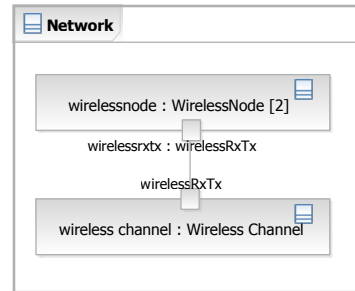 Network
wirelessnode : WirelessNode [2]
wirelessrxtx : wirelessRxTx
wirelessRxTx
wireless channel : Wireless Channel